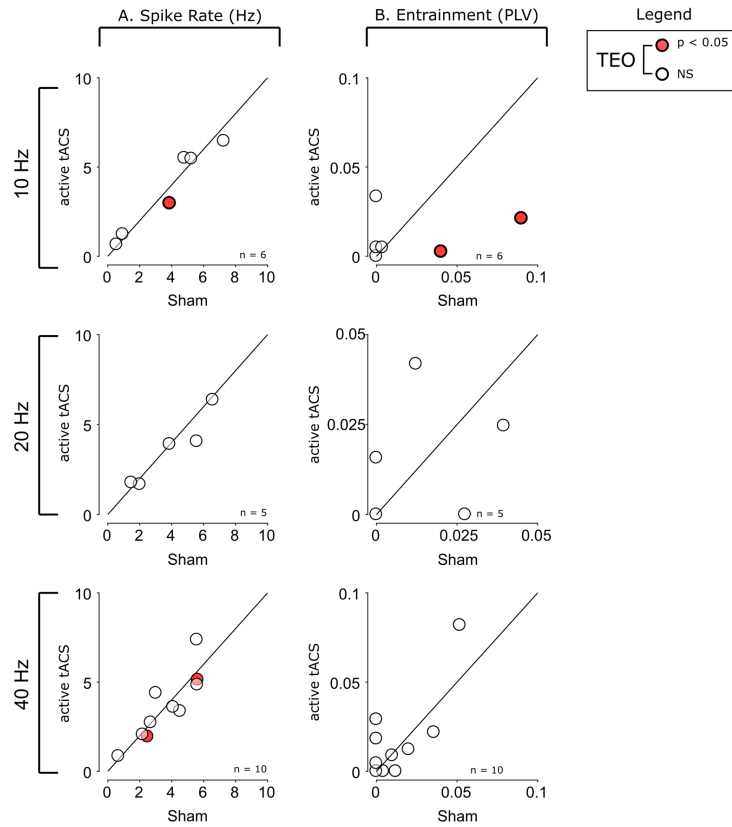 A. Spike Rate (Hz)
B. Entrainment (PLV)
Legend
TEO
p < 0.05
NS
10 Hz
active tACS
10
5
0
0 2 4 6 8 10
n = 6
Sham
active tACS
0.1
0.05
0
0 0.05 0.1
n = 6
Sham
20 Hz
active tACS
10
5
0
0 2 4 6 8 10
n = 5
Sham
active tACS
0.05
0.025
0
0 0.025 0.05
n = 5
Sham
40 Hz
active tACS
10
5
0
0 2 4 6 8 10
n = 10
Sham
active tACS
0.1
0.05
0
0 0.05 0.1
n = 10
Sham